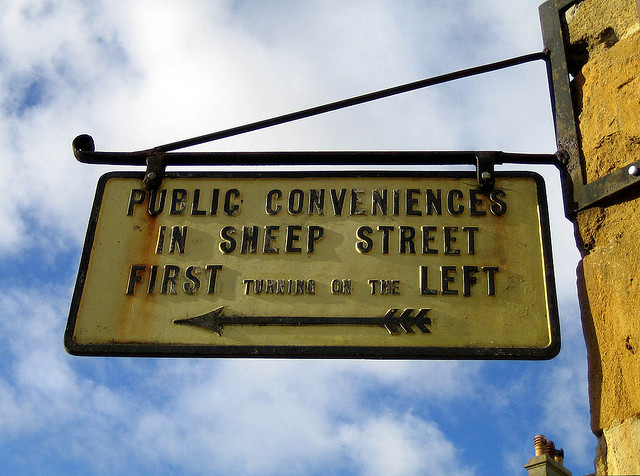 PUBLIC CONVENIENCES
IN SHEEP STREET
FIRST TURNING ON THE LEFT